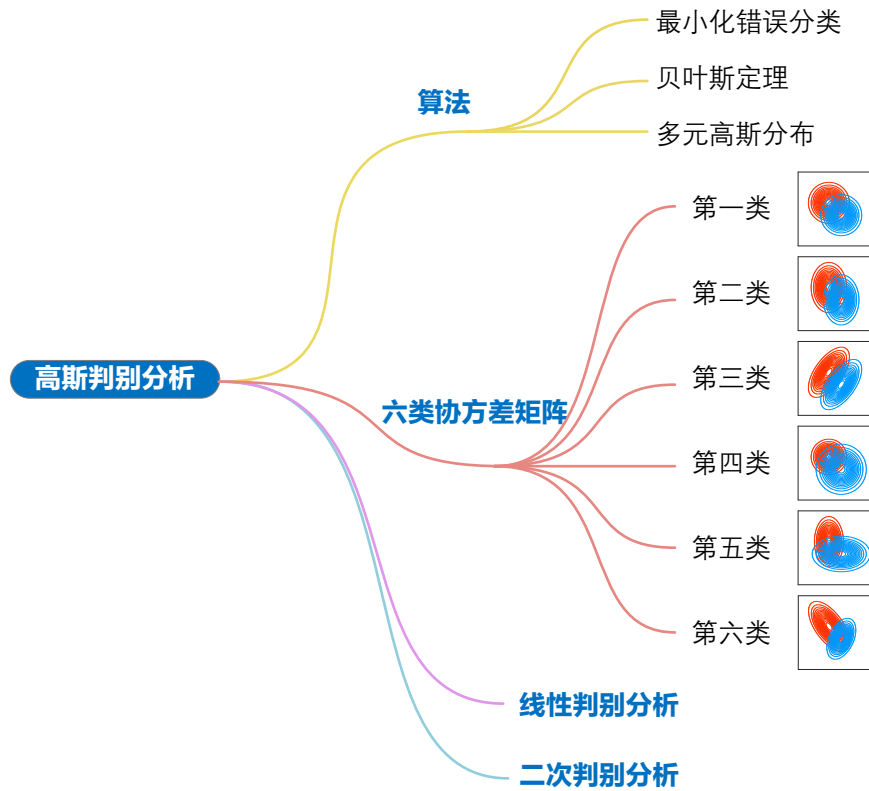 最小化错误分类
贝叶斯定理
多元高斯分布
算法
第一类
第二类
第三类
第四类
第五类
第六类
高斯判别分析
六类协方差矩阵
线性判别分析
二次判别分析